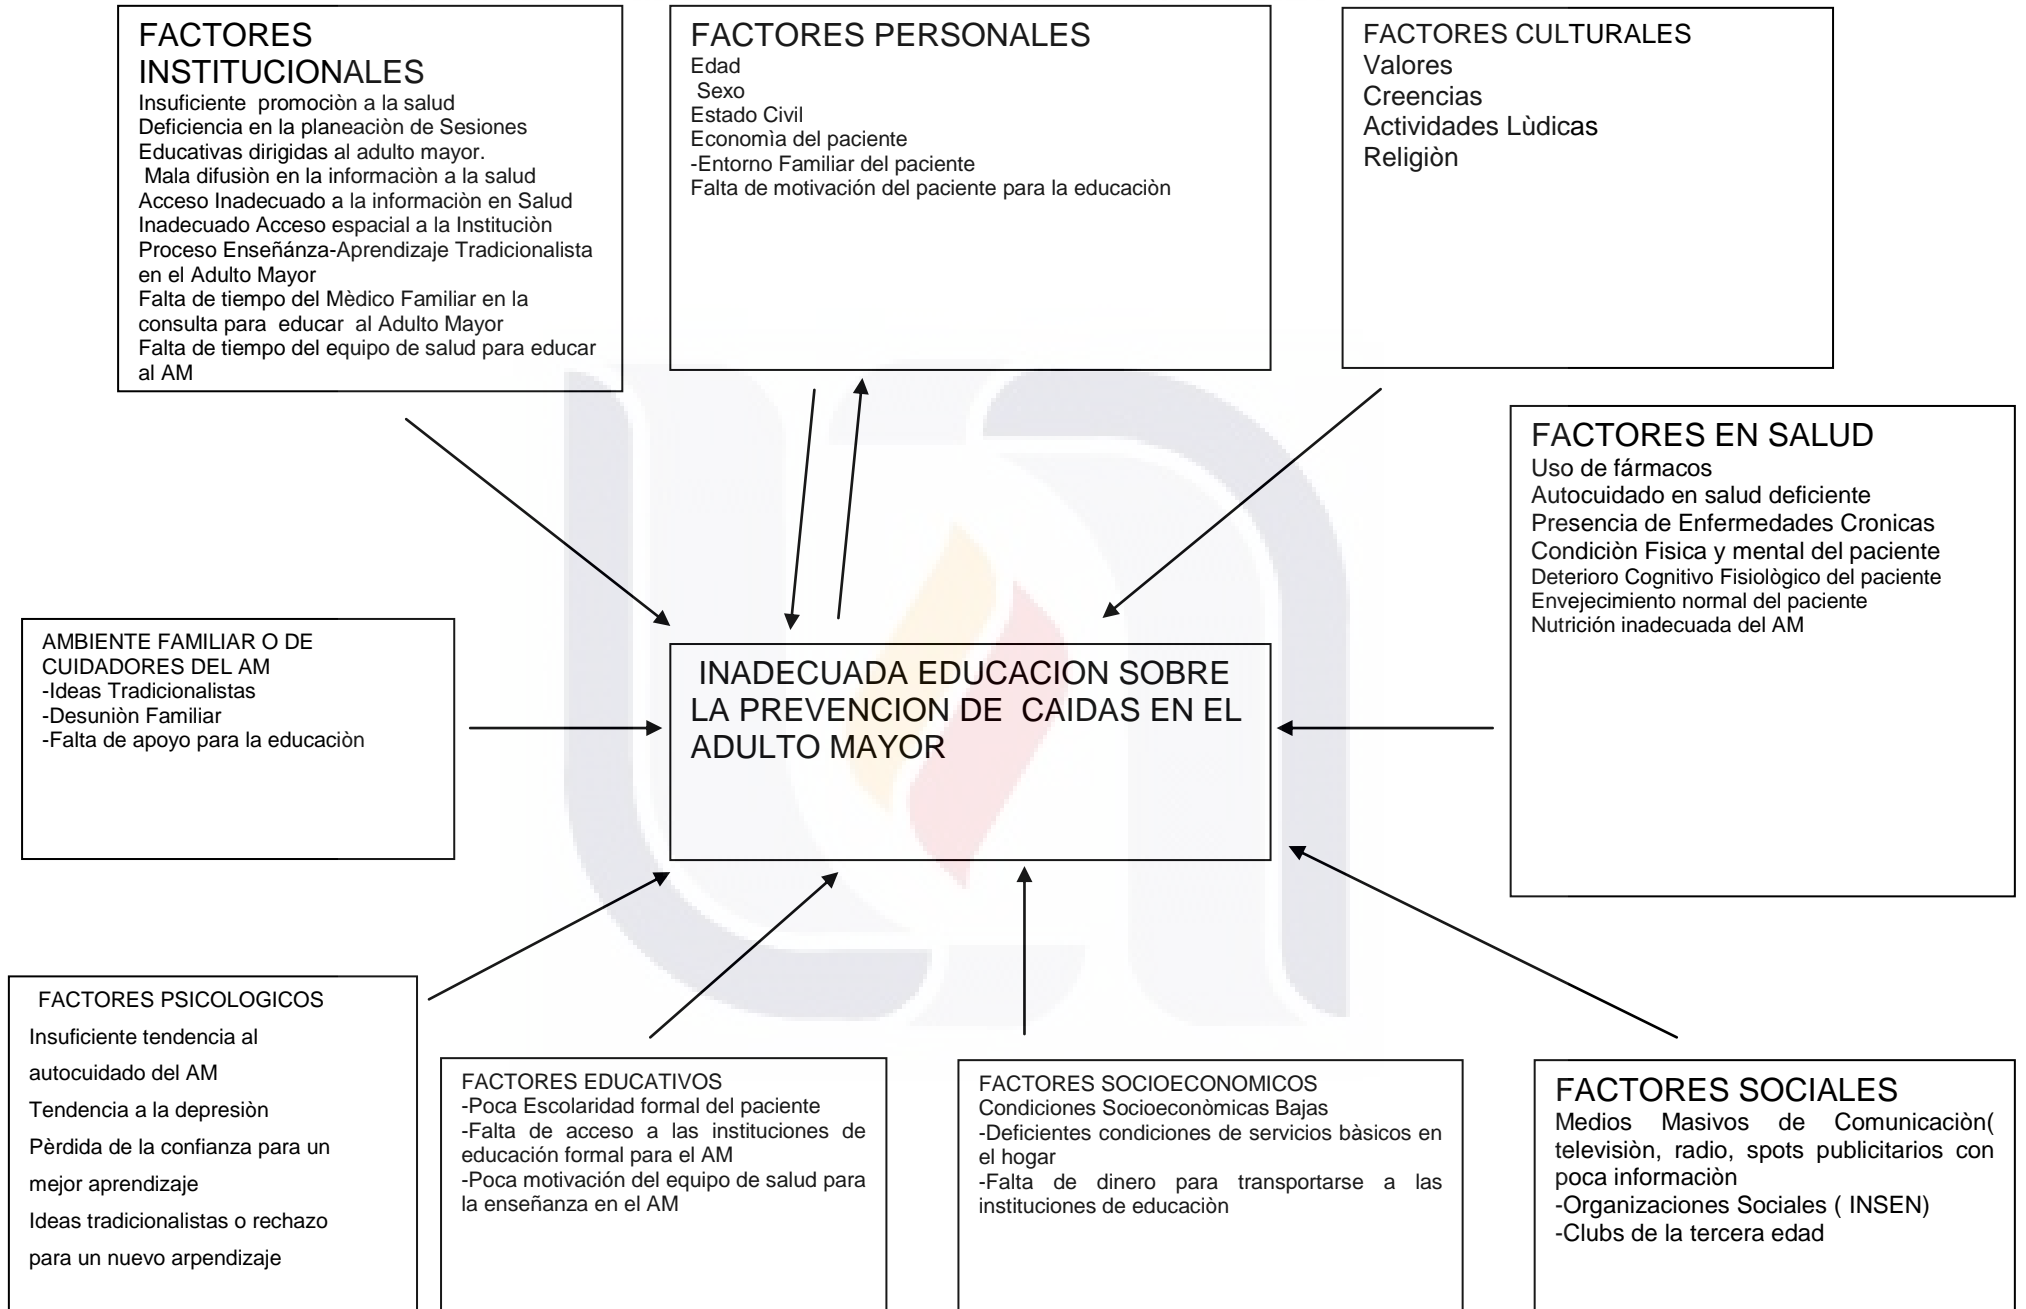 FACTORES
INSTITUCIONALES
Insuficiente promociòn a la salud
Deficiencia en la planeaciòn de Sesiones
Educativas dirigidas al adulto mayor.
Mala difusiòn en la informaciòn a la salud
Acceso Inadecuado a la informaciòn en Salud
Inadecuado Acceso espacial a la Instituciòn
Proceso Enseñánza-Aprendizaje Tradicionalista
en el Adulto Mayor
Falta de tiempo del Mèdico Familiar en la
consulta para educar al Adulto Mayor
Falta de tiempo del equipo de salud para educar
al AM
FACTORES PERSONALES
Edad
Sexo
Estado Civil
Economìa del paciente
-Entorno Familiar del paciente
Falta de motivación del paciente para la educaciòn
FACTORES CULTURALES
Valores
Creencias
Actividades Lùdicas
Religiòn
FACTORES EN SALUD
Uso de fármacos
Autocuidado en salud deficiente
Presencia de Enfermedades Cronicas
Condiciòn Fisica y mental del paciente
Deterioro Cognitivo Fisiològico del paciente
Envejecimiento normal del paciente
Nutrición inadecuada del AM
AMBIENTE FAMILIAR O DE
CUIDADORES DEL AM
-Ideas Tradicionalistas
-Desuniòn Familiar
-Falta de apoyo para la educaciòn
INADECUADA EDUCACION SOBRE
LA PREVENCION DE CAIDAS EN EL
ADULTO MAYOR
FACTORES PSICOLOGICOS
Insuficiente tendencia al
autocuidado del AM
Tendencia a la depresiòn
Pèrdida de la confianza para un
mejor aprendizaje
Ideas tradicionalistas o rechazo
para un nuevo arpendizaje
FACTORES EDUCATIVOS
-Poca Escolaridad formal del paciente
-Falta de acceso a las instituciones de
educación formal para el AM
-Poca motivación del equipo de salud para
la enseñanza en el AM
FACTORES SOCIOECONOMICOS
Condiciones Socioeconòmicas Bajas
-Deficientes condiciones de servicios bàsicos en
el hogar
-Falta de dinero para transportarse a las
instituciones de educaciòn
FACTORES SOCIALES
Medios Masivos de Comunicaciòn(
televisiòn, radio, spots publicitarios con
poca informaciòn
-Organizaciones Sociales ( INSEN)
-Clubs de la tercera edad